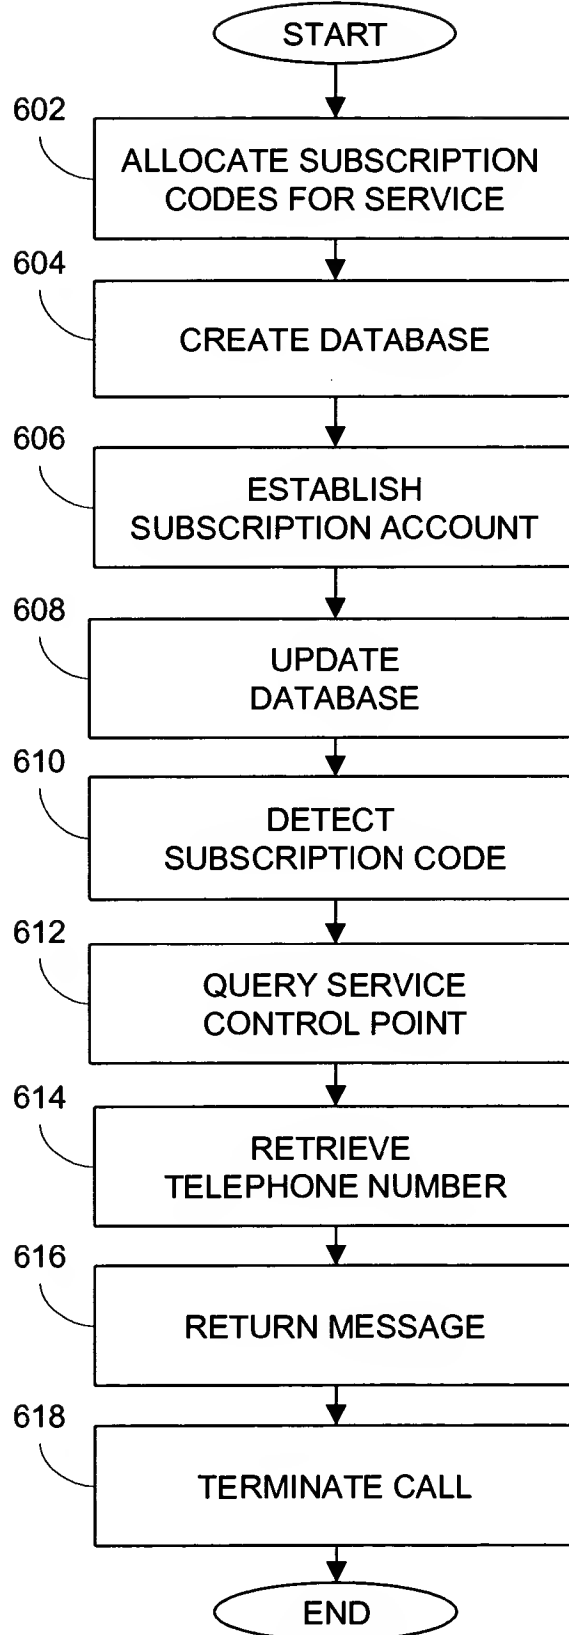 START
602
ALLOCATE SUBSCRIPTION
CODES FOR SERVICE
604
CREATE DATABASE
606
ESTABLISH
SUBSCRIPTION ACCOUNT
608
UPDATE
DATABASE
610
DETECT
SUBSCRIPTION CODE
612
QUERY SERVICE
CONTROL POINT
614
RETRIEVE
TELEPHONE NUMBER
616
RETURN MESSAGE
618
TERMINATE CALL
END